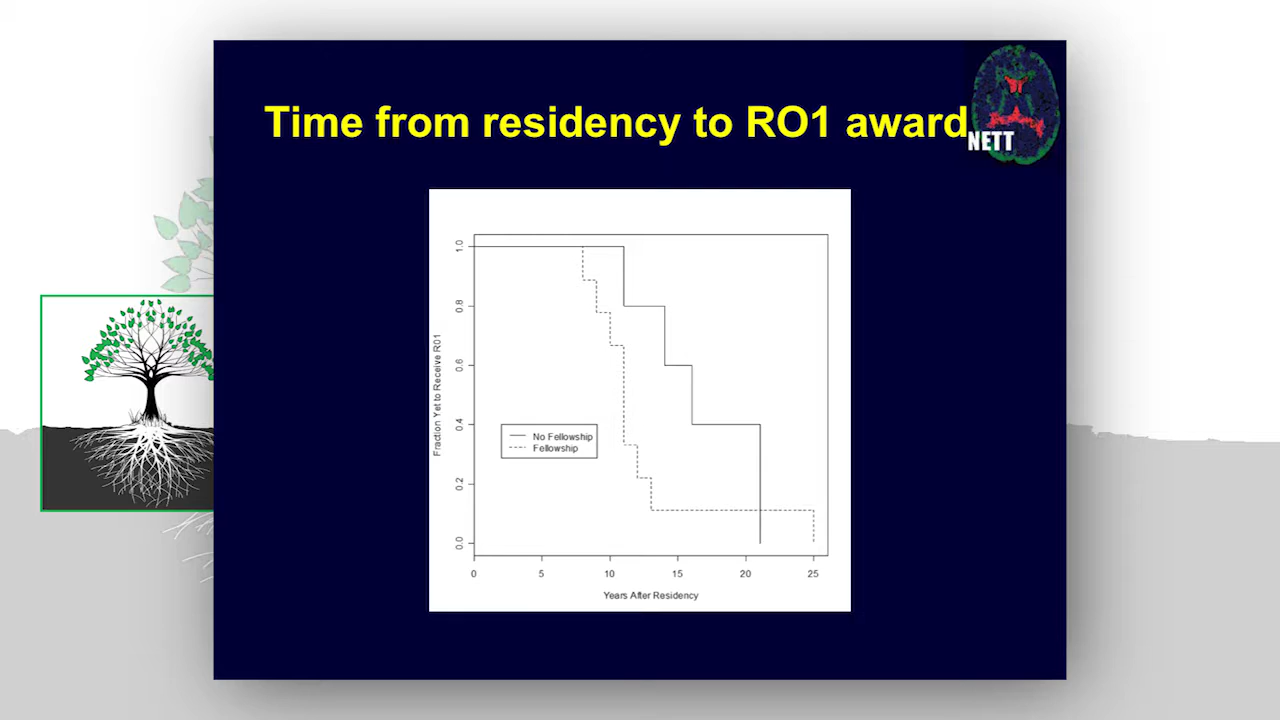 Time from residency to RO1 award
NETT
1.0
0.8
0.6
0.4
0.2
0.0
Fraction Yet to Receive R01
No Fellowship
Fellowship
0 5 10 15 20 25
Years After Residency